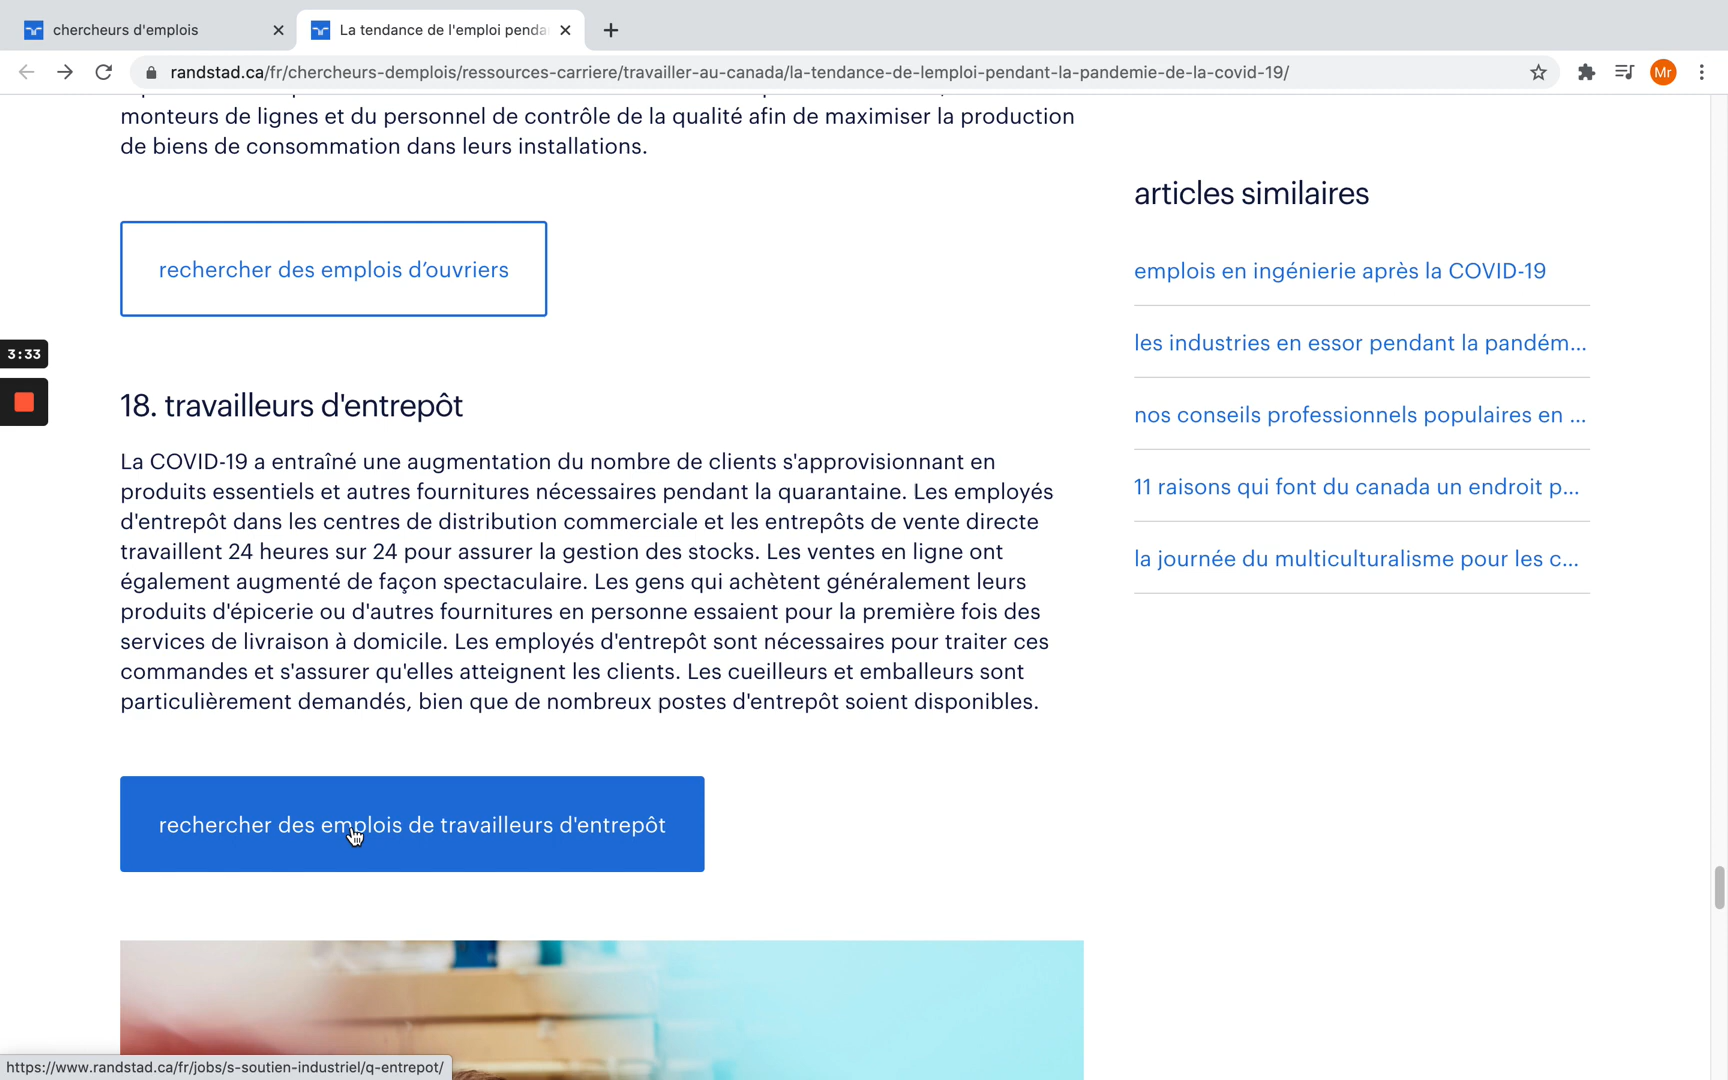 chercheurs d'emplois
La tendance de l'emploi penda
randstad.ca/fr/chercheurs-demplois/ressources-carriere/travailler-au-canada/la-tendance-de-lemploi-pendant-la-pandemie-de-la-covid-19/
Mr
monteurs de lignes et du personnel de contrôle de la qualité afin de maximiser la production
de biens de consommation dans leurs installations.
rechercher des emplois d’ouvriers
3:33
18. travailleurs d'entrepôt
La COVID-19 a entraîné une augmentation du nombre de clients s'approvisionnant en
produits essentiels et autres fournitures nécessaires pendant la quarantaine. Les employés
d'entrepôt dans les centres de distribution commerciale et les entrepôts de vente directe
travaillent 24 heures sur 24 pour assurer la gestion des stocks. Les ventes en ligne ont
également augmenté de façon spectaculaire. Les gens qui achètent généralement leurs
produits d'épicerie ou d'autres fournitures en personne essaient pour la première fois des
services de livraison à domicile. Les employés d'entrepôt sont nécessaires pour traiter ces
commandes et s'assurer qu'elles atteignent les clients. Les cueilleurs et emballeurs sont
particulièrement demandés, bien que de nombreux postes d'entrepôt soient disponibles.
rechercher des emplois de travailleurs d'entrepôt
articles similaires
emplois en ingénierie après la COVID-19
les industries en essor pendant la pandém...
nos conseils professionnels populaires en ...
11 raisons qui font du canada un endroit p...
la journée du multiculturalisme pour les c...
https://www.randstad.ca/fr/jobs/s-soutien-industriel/q-entrepot/